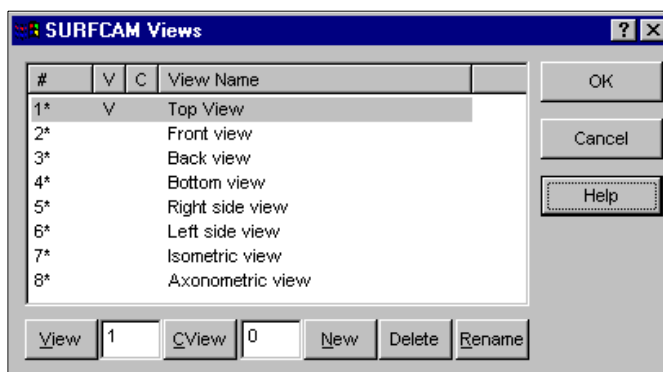 SURFCAM Views
? X
# V C View Name
1* V Top View
2* Front view
3* Back view
4* Bottom view
5* Right side view
6* Left side view
7* Isometric view
8* Axonometric view
OK
Cancel
Help
View 1 CView 0 New Delete Rename